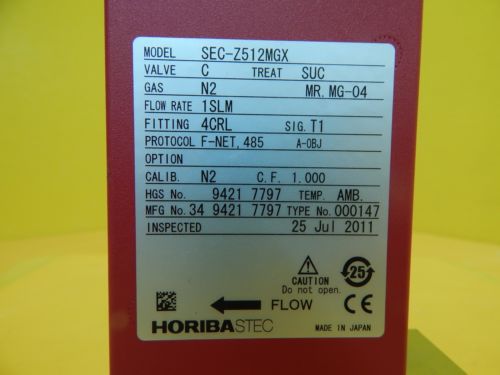 MODEL SEC-Z512MGX
VALVE C TREAT SUC
GAS N2 MR, MG-04
FLOW RATE 1SLM
FITTING 4CRL SIG. T1
PROTOCOL F-NET, 485 A-OBJ
OPTION
CALIB. N2 C.F. 1.000
HGS No. 9421 7797 TEMP. AMB.
MFG No. 34 9421 7797 TYPE No. 000147
INSPECTED 25 Jul 2011
CAUTION
Do not open.
25
FLOW
CE
HORIBASTEC
MADE IN JAPAN